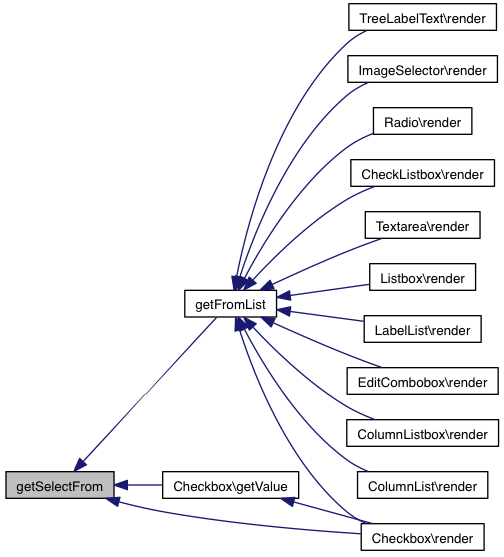 TreeLabelText\render
ImageSelector\render
Radio\render
CheckListbox\render
Textarea\render
Listbox\render
getFromList
LabelList\render
EditCombobox\render
ColumnListbox\render
getSelectFrom
Checkbox\getValue
ColumnList\render
Checkbox\render